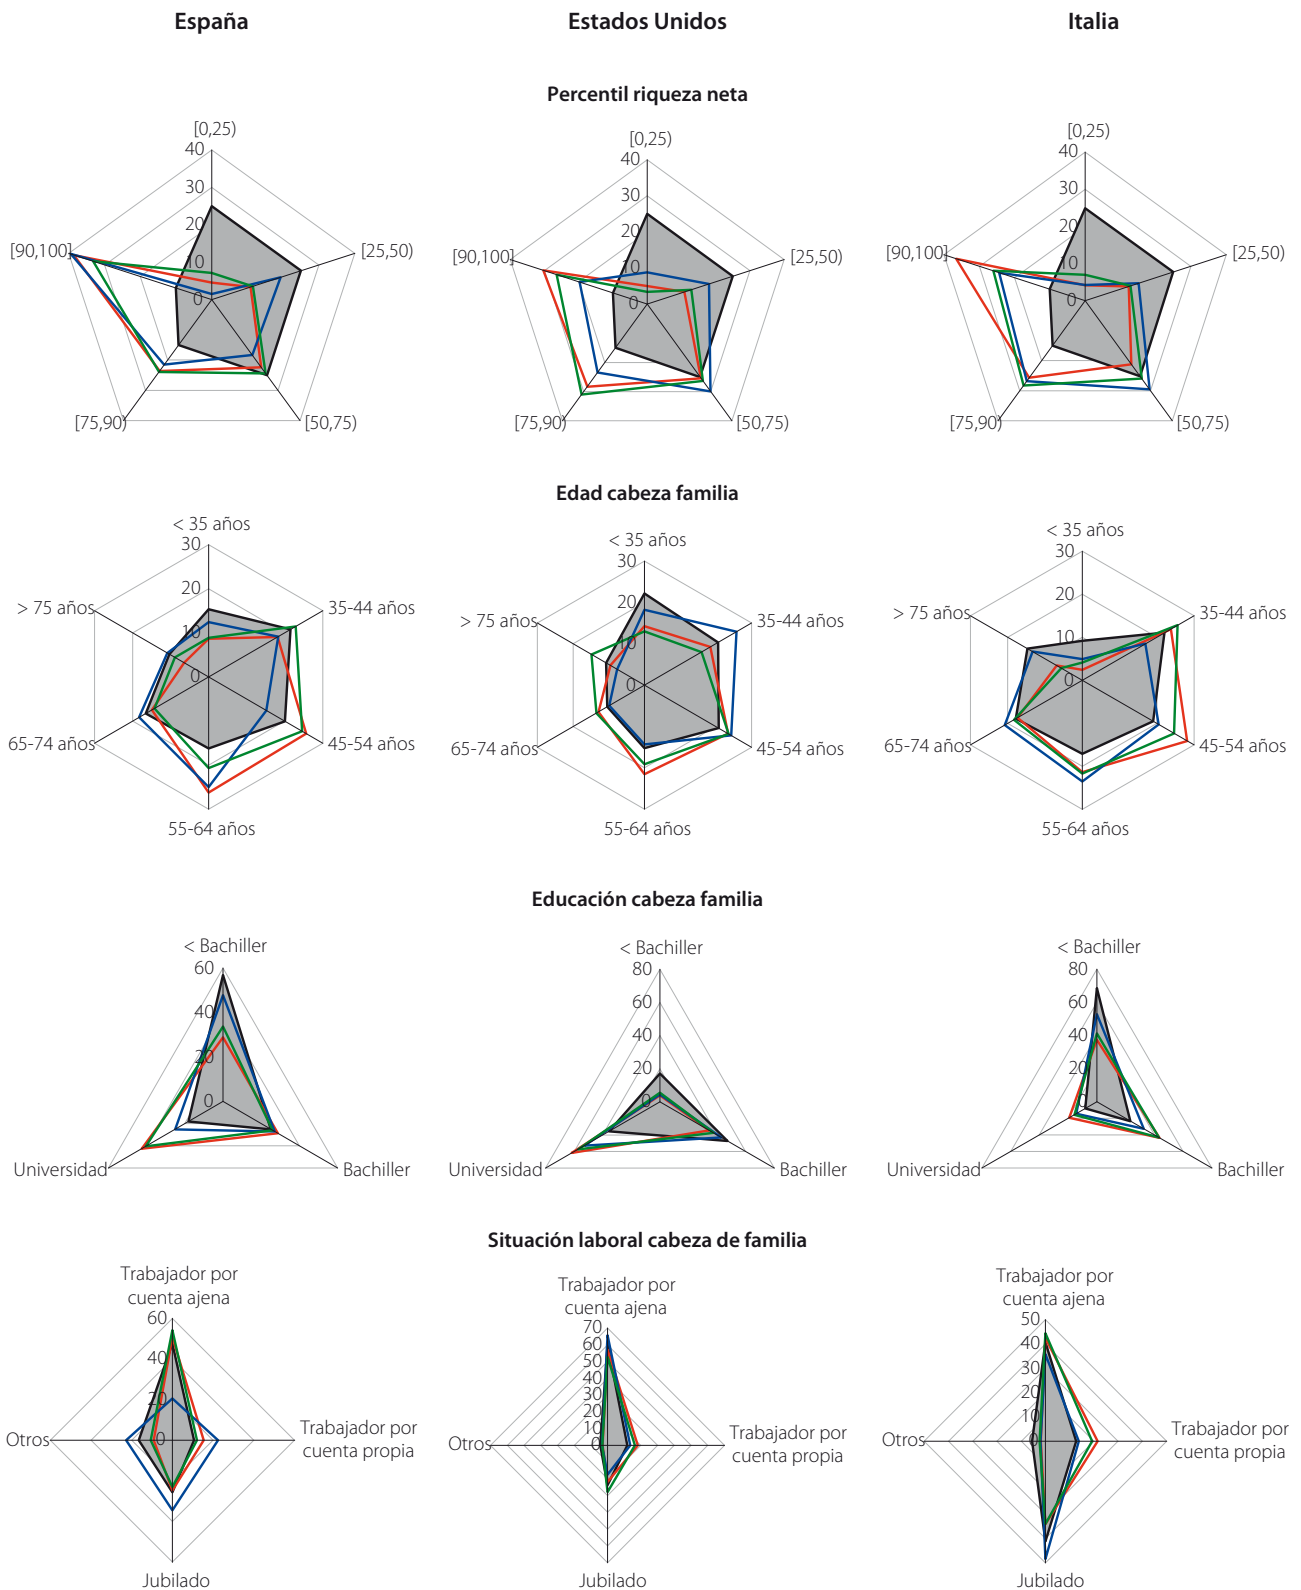 España
Estados Unidos
Italia
Percentil riqueza neta
[0,25)
40
30
20
10
0
[25,50)
[50,75)
[75,90)
[90,100]
[0,25)
40
30
20
10
0
[25,50)
[50,75)
[75,90)
[90,100]
[0,25)
40
30
20
10
0
[25,50)
[50,75)
[75,90)
[90,100]
Edad cabeza familia
< 35 años
30
20
10
0
35-44 años
45-54 años
55-64 años
65-74 años
> 75 años
< 35 años
30
20
10
0
35-44 años
45-54 años
55-64 años
65-74 años
> 75 años
< 35 años
30
20
10
0
35-44 años
45-54 años
55-64 años
65-74 años
> 75 años
Educación cabeza familia
< Bachiller
60
40
20
0
Universidad
Bachiller
< Bachiller
80
60
40
20
0
Universidad
Bachiller
< Bachiller
80
60
40
20
0
Universidad
Bachiller
Situación laboral cabeza de familia
Trabajador por
cuenta ajena
60
40
20
0
Otros
Trabajador por
cuenta propia
Jubilado
Trabajador por
cuenta ajena
70
60
50
40
30
20
10
0
Otros
Trabajador por
cuenta propia
Jubilado
Trabajador por
cuenta ajena
50
40
30
20
10
0
Otros
Trabajador por
cuenta propia
Jubilado